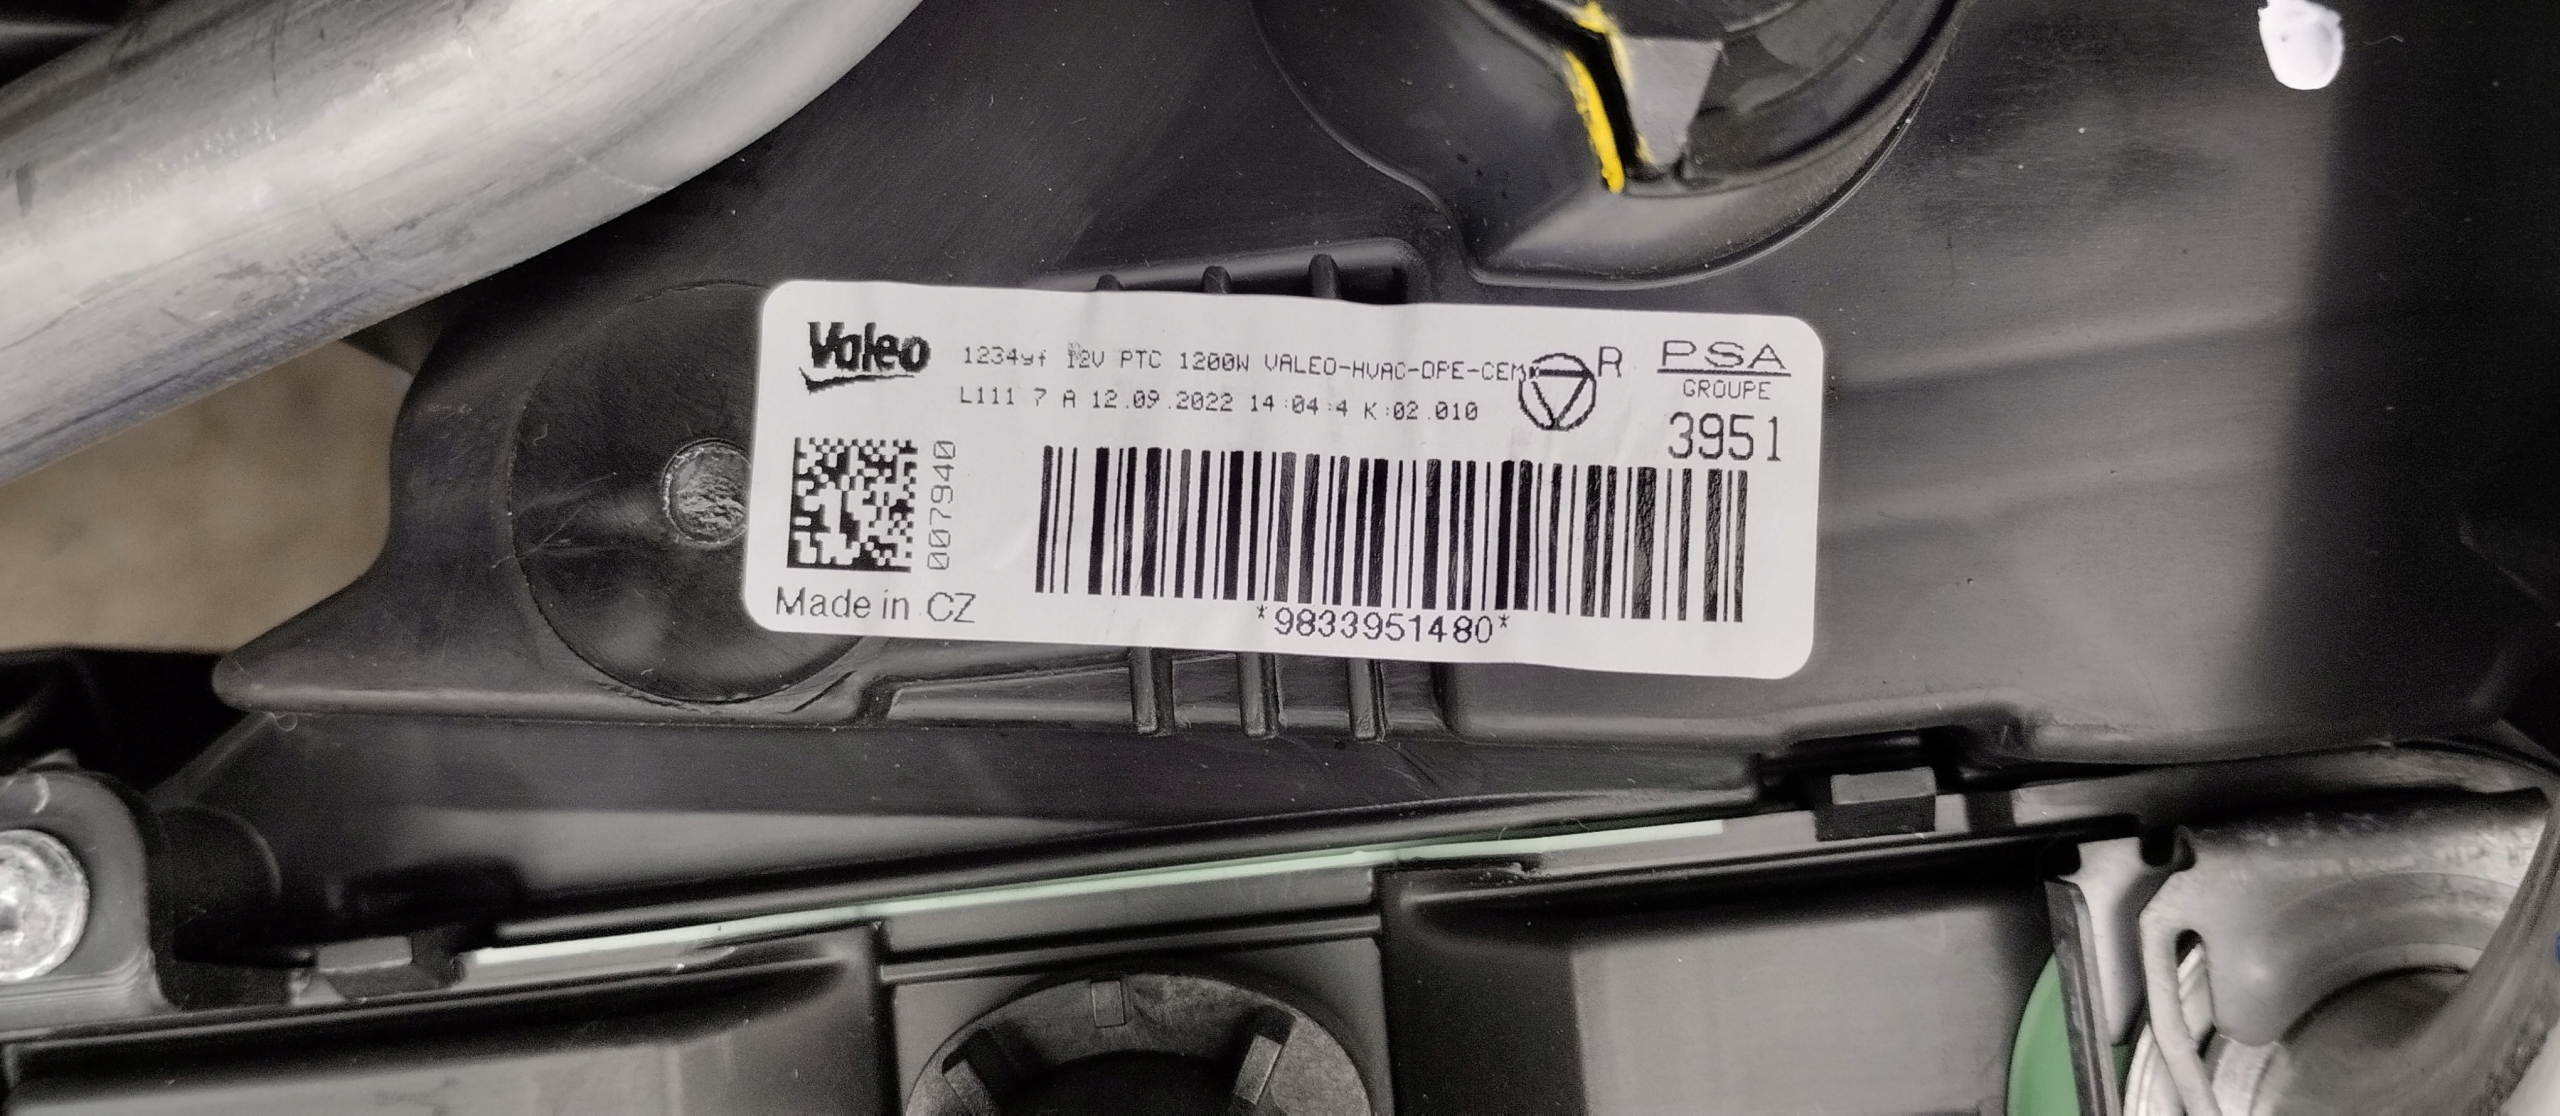 Valeo
1234yf 12V PTC 1200W VALEO-HVAC-OPE-CEM
L111 7 A 12.09.2022 14:04:4 K:02.010
R
PSA
GROUPE
3951
0007940
Made in CZ
*9833951480*